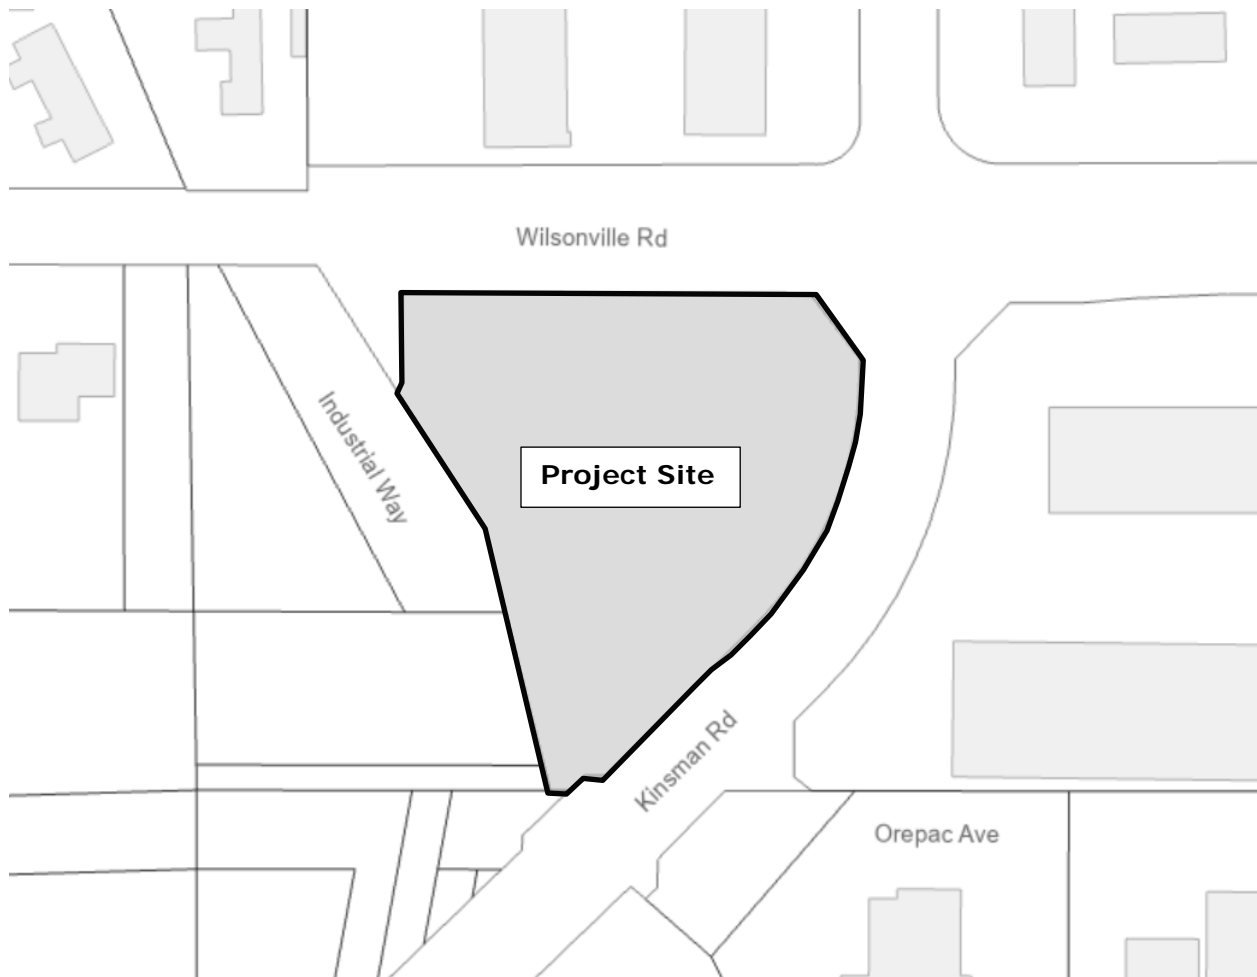 Wilsonville Rd
Industrial Way
Project Site
Kinsman Rd
Orepac Ave